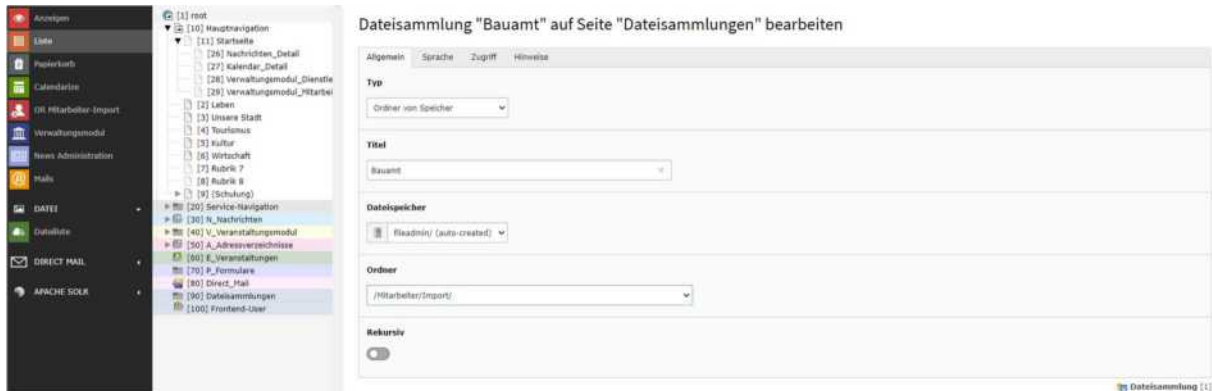 Anzeigen
Liste
Papierkorb
Calendarize
OR Mitarbeiter-Import
Verwaltungsmodul
News Administration
Mails
DATEI
Dateiliste
DIRECT MAIL
APACHE SOLR
[1] root
[10] Hauptnavigation
[11] Startseite
[26] Nachrichten_Detail
[27] Kalendar_Detail
[28] Verwaltungsmodul_Dienstle
[29] Verwaltungsmodul_Mitarbei
[2] Leben
[3] Unsere Stadt
[4] Tourismus
[5] Kultur
[6] Wirtschaft
[7] Rubrik 7
[8] Rubrik 8
[9] (Schulung)
[20] Service-Navigation
[30] N_Nachrichten
[40] V_Veranstaltungsmodul
[50] A_Adressverzeichnisse
[60] E_Veranstaltungen
[70] P_Formulare
[80] Direct_Mail
[90] Dateisammlungen
[100] Frontend-User
Dateisammlung "Bauamt" auf Seite "Dateisammlungen" bearbeiten
Allgemein Sprache Zugriff Hinweise
Typ
Ordner von Speicher
Titel
Bauamt
Dateispeicher
fileadmin/ (auto-created)
Ordner
/Mitarbeiter/Import/
Rekursiv
Dateisammlung [1]